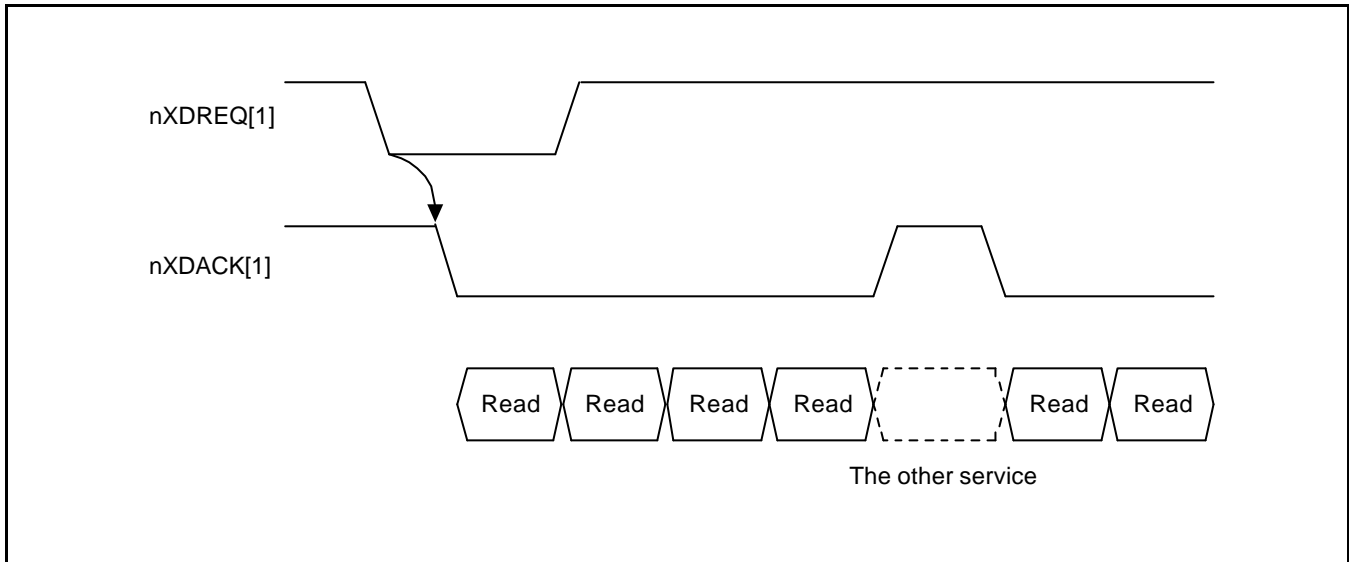 nXDREQ[1]
nXDACK[1]
Read Read Read Read Read Read
The other service